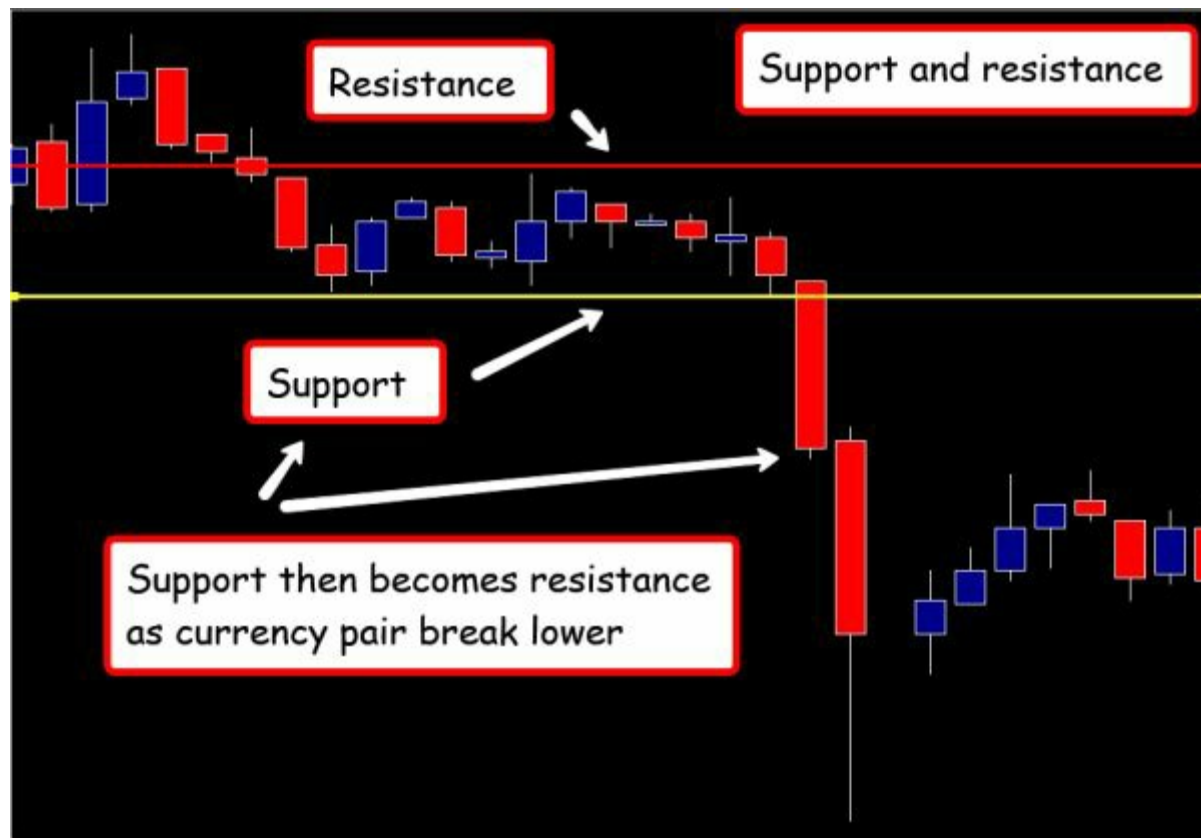 Resistance
Support and resistance
Support
Support then becomes resistance
as currency pair break lower